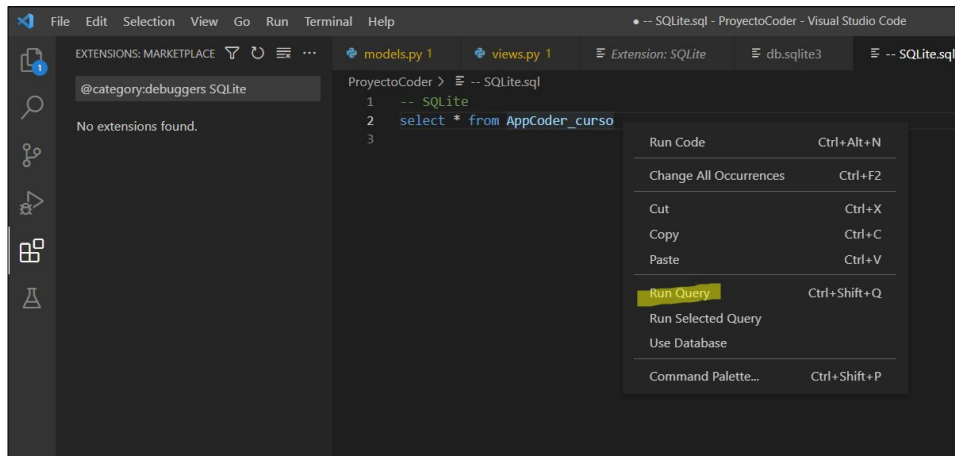 File Edit Selection View Go Run Terminal Help
● -- SQLite.sql - ProyectoCoder - Visual Studio Code
EXTENSIONS: MARKETPLACE
models.py 1
views.py 1
Extension: SQLite
db.sqlite3
-- SQLite.sql
@category:debuggers SQLite
No extensions found.
1
ProyectoCoder > -- SQLite.sql
1 -- SQLite
2 select * from AppCoder_curso
3
Run Code Ctrl+Alt+N
Change All Occurrences Ctrl+F2
Cut Ctrl+X
Copy Ctrl+C
Paste Ctrl+V
Run Query Ctrl+Shift+Q
Run Selected Query
Use Database
Command Palette... Ctrl+Shift+P